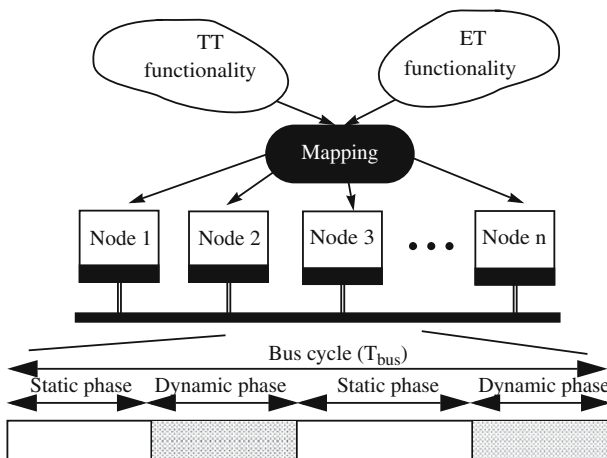 TT
functionality
ET
functionality
Mapping
Node 1
Node 2
Node 3
Node n
Bus cycle (Tbus)
Static phase
Dynamic phase
Static phase
Dynamic phase